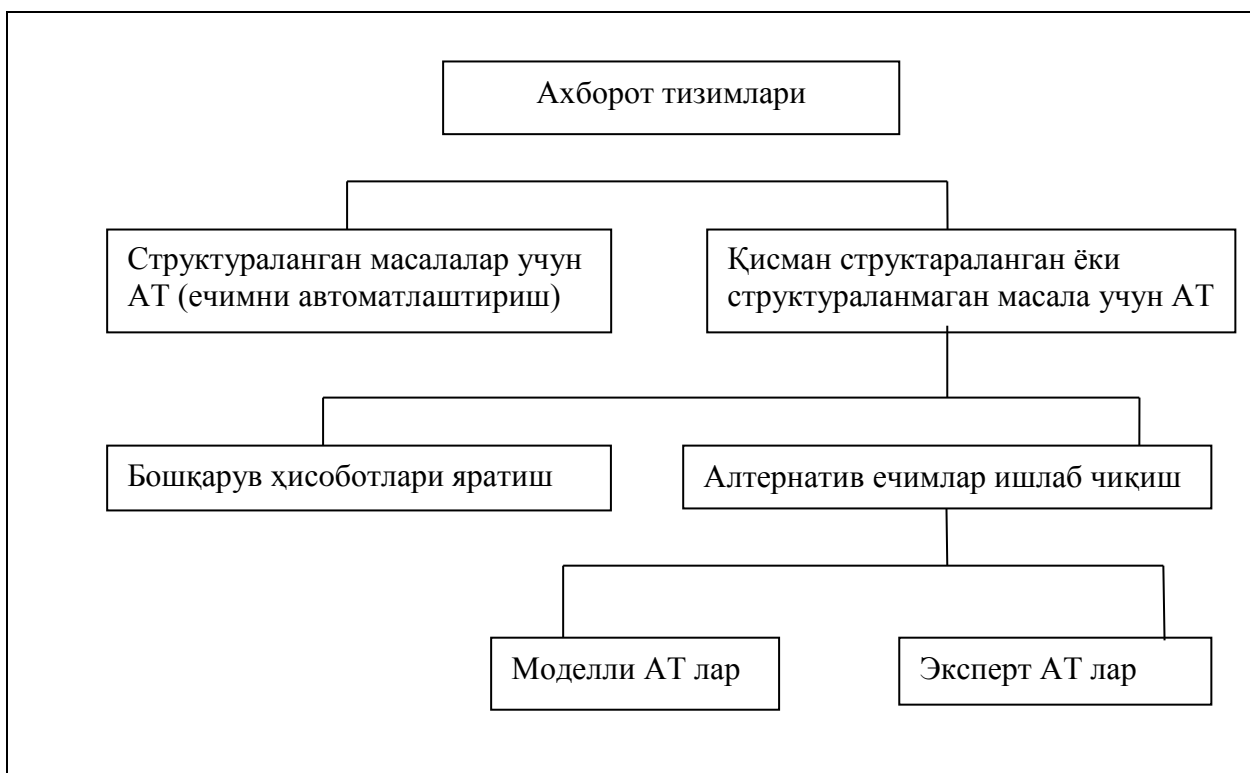 Ахборот тизимлари
Структураланган масалалар учун
АТ (ечимни автоматлаштириш)
Қисман структараланган ёки
структураланмаган масала учун АТ
Бошқарув ҳисоботлари яратиш
Алтернатив ечимлар ишлаб чиқиш
Моделли АТ лар
Эксперт АТ лар